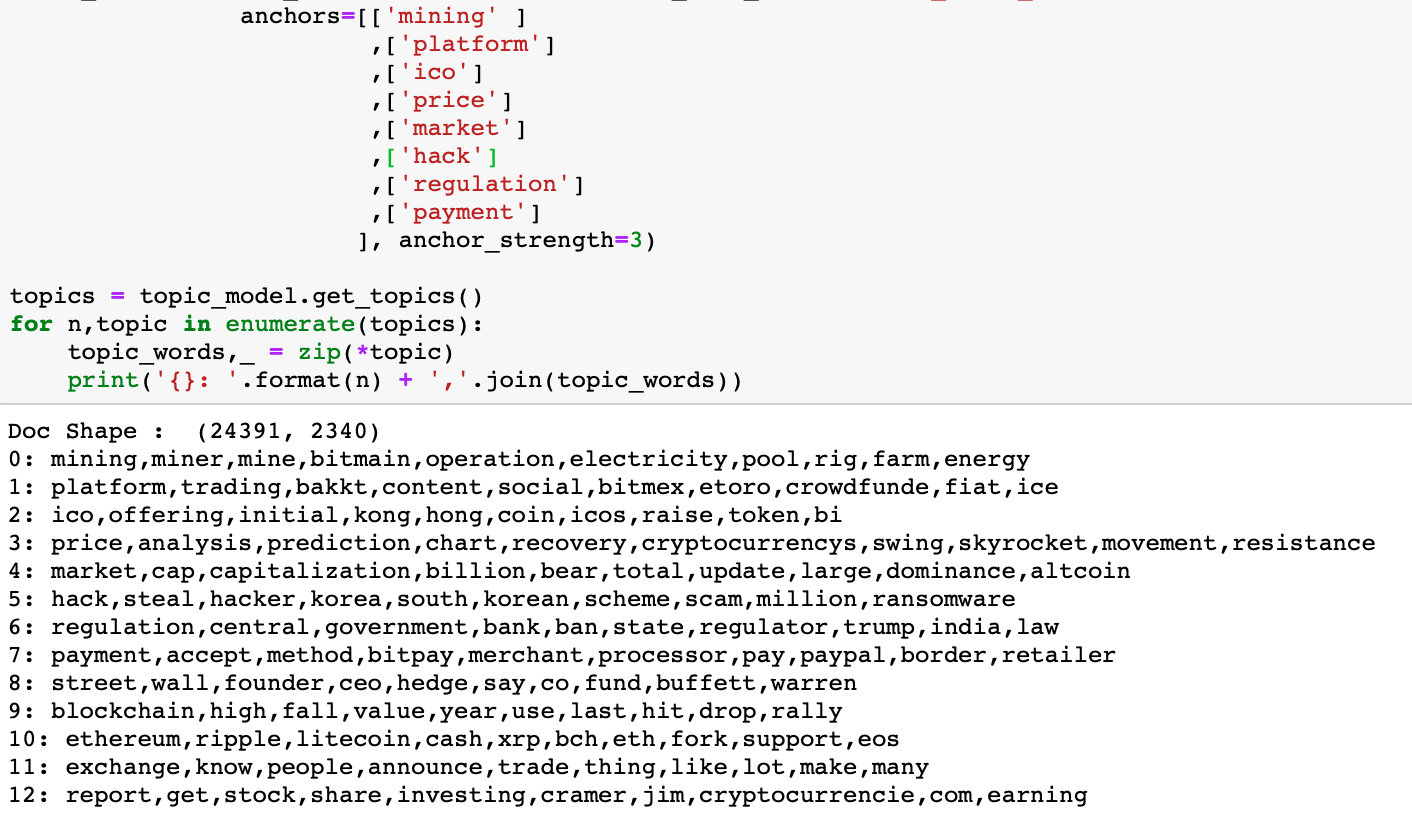 anchors=[['mining' ]
,['platform']
,['ico']
,['price']
,['market']
,['hack']
,['regulation']
,['payment']
], anchor_strength=3)
topics = topic_model.get_topics()
for n,topic in enumerate(topics):
topic_words,_ = zip(*topic)
print('{}: '.format(n) + ','.join(topic_words))
Doc Shape :  (24391, 2340)
0: mining,miner,mine,bitmain,operation,electricity,pool,rig,farm,energy
1: platform,trading,bakkt,content,social,bitmex,etoro,crowdfunde,fiat,ice
2: ico,offering,initial,kong,hong,coin,icos,raise,token,bi
3: price,analysis,prediction,chart,recovery,cryptocurrencys,swing,skyrocket,movement,resistance
4: market,cap,capitalization,billion,bear,total,update,large,dominance,altcoin
5: hack,steal,hacker,korea,south,korean,scheme,scam,million,ransomware
6: regulation,central,government,bank,ban,state,regulator,trump,india,law
7: payment,accept,method,bitpay,merchant,processor,pay,paypal,border,retailer
8: street,wall,founder,ceo,hedge,say,co,fund,buffett,warren
9: blockchain,high,fall,value,year,use,last,hit,drop,rally
10: ethereum,ripple,litecoin,cash,xrp,bch,eth,fork,support,eos
11: exchange,know,people,announce,trade,thing,like,lot,make,many
12: report,get,stock,share,investing,cramer,jim,cryptocurrencie,com,earning